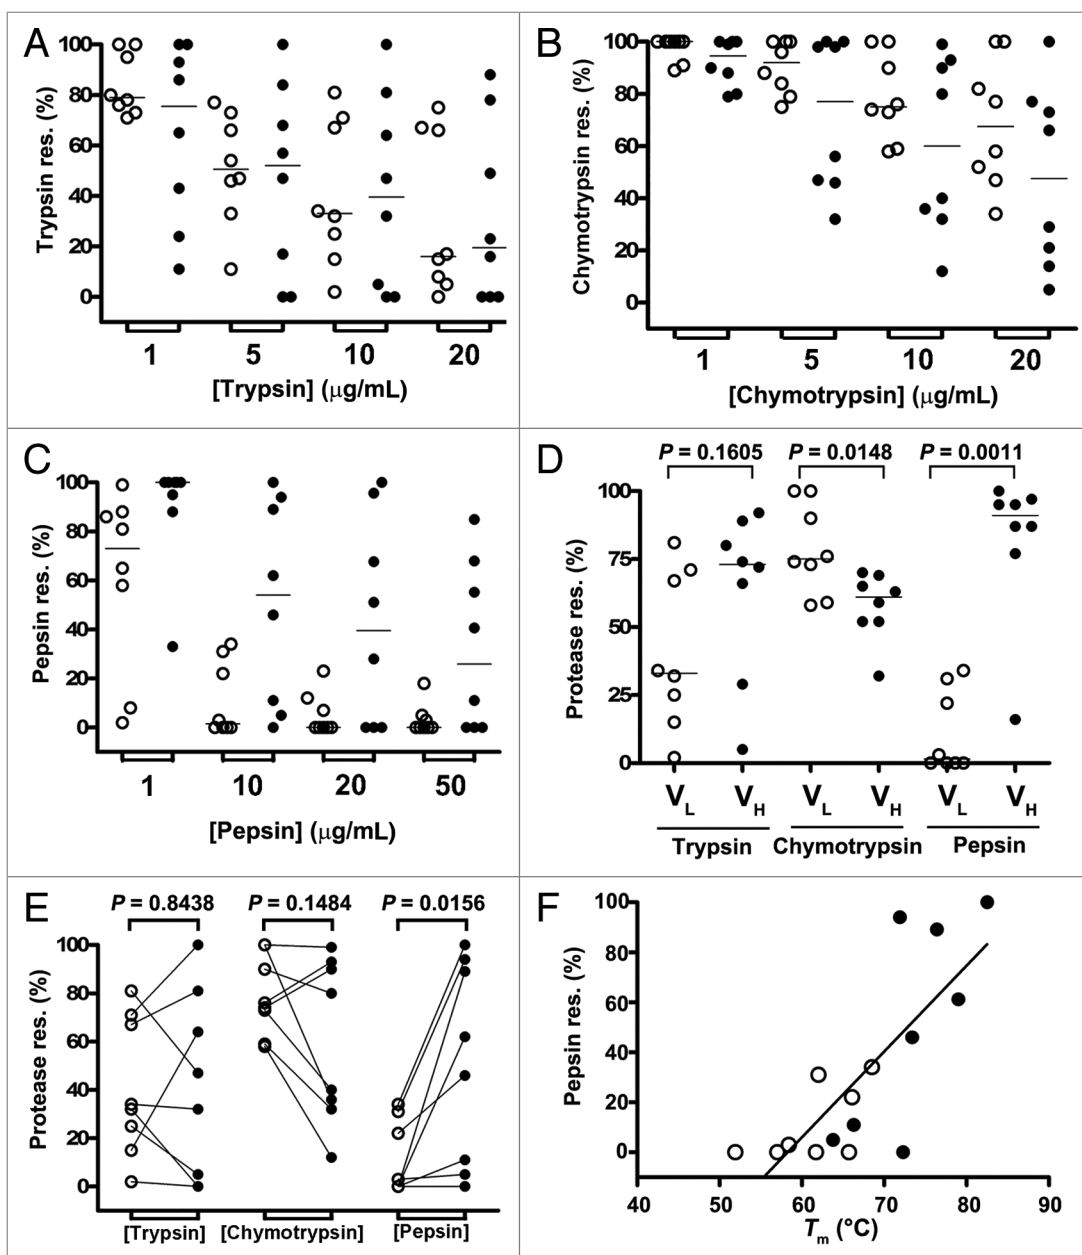 A
Trypsin res. (%)
100
80
60
40
20
0
1 5 10 20
[Trypsin] (μg/mL)
B
Chymotrypsin res. (%)
100
80
60
40
20
0
1 5 10 20
[Chymotrypsin] (μg/mL)
C
Pepsin res. (%)
100
80
60
40
20
0
1 10 20 50
[Pepsin] (μg/mL)
D
P = 0.1605 P = 0.0148 P = 0.0011
Protease res. (%)
100
75
50
25
0
VL VH VL VH VL VH
Trypsin Chymotrypsin Pepsin
E
P = 0.8438 P = 0.1484 P = 0.0156
Protease res. (%)
100
80
60
40
20
0
[Trypsin] [Chymotrypsin] [Pepsin]
F
Pepsin res. (%)
100
80
60
40
20
0
40 50 60 70 80 90
Tm (°C)